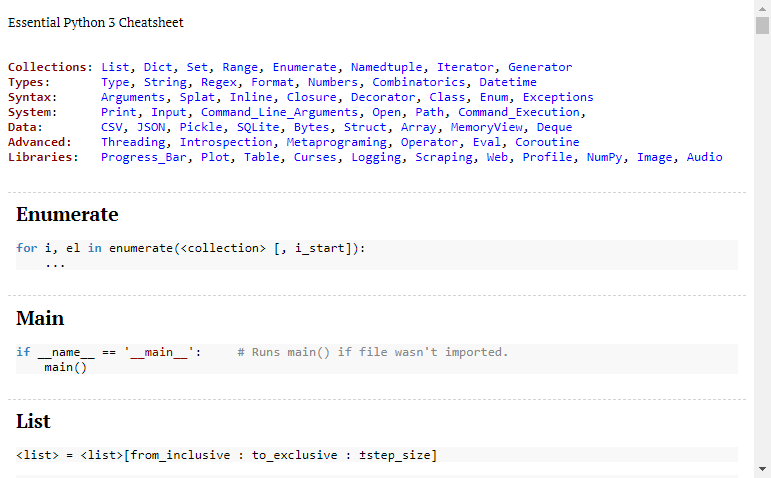 Essential Python 3 Cheatsheet
Collections: List, Dict, Set, Range, Enumerate, Namedtuple, Iterator, Generator
Types: Type, String, Regex, Format, Numbers, Combinatorics, Datetime
Syntax: Arguments, Splat, Inline, Closure, Decorator, Class, Enum, Exceptions
System: Print, Input, Command_Line_Arguments, Open, Path, Command_Execution,
Data: CSV, JSON, Pickle, SQLite, Bytes, Struct, Array, MemoryView, Deque
Advanced: Threading, Introspection, Metaprograming, Operator, Eval, Coroutine
Libraries: Progress_Bar, Plot, Table, Curses, Logging, Scraping, Web, Profile, NumPy, Image, Audio
Enumerate
for i, el in enumerate(<collection> [, i_start]):
...
Main
if __name__ == '__main__': # Runs main() if file wasn't imported.
main()
List
<list> = <list>[from_inclusive : to_exclusive : ±step_size]